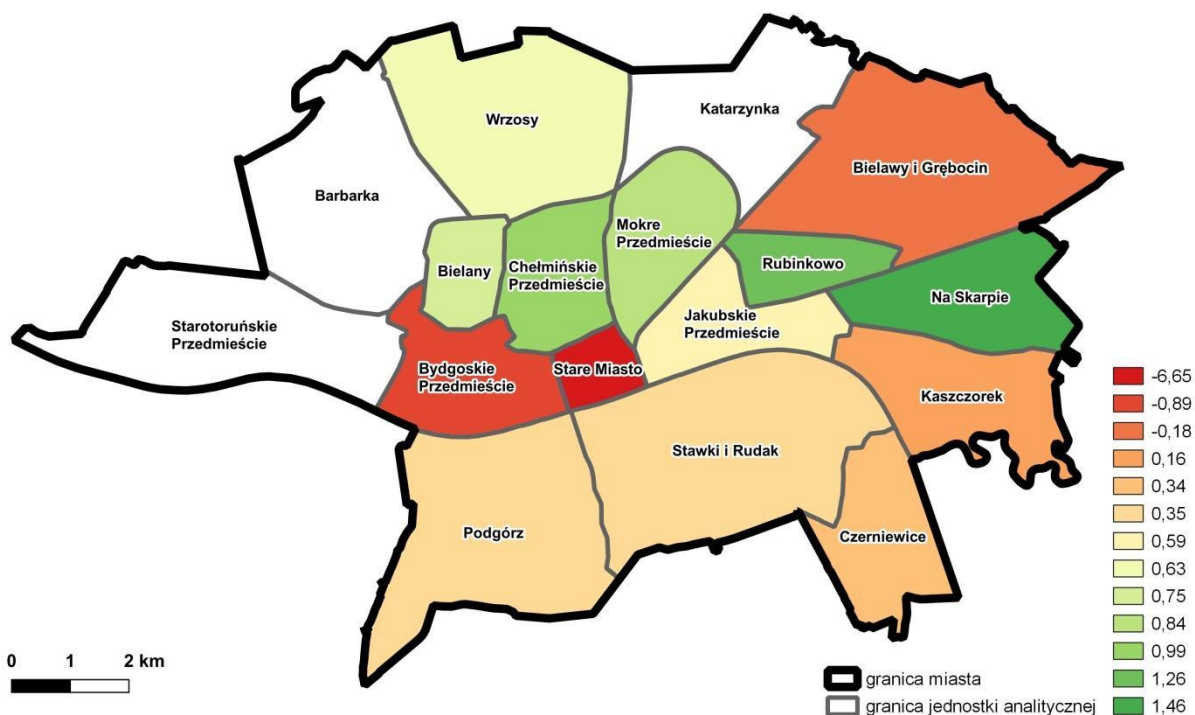 Wrzosy
Katarzynka
Bielawy i Grębocin
Barbarka
Mokre
Przedmieście
Bielany
Chełmińskie
Przedmieście
Rubinkowo
Na Skarpie
Starotoruńskie
Przedmieście
Jakubskie
Przedmieście
Bydgoskie
Przedmieście
Stare Miasto
Kaszczorek
Stawki i Rudak
Podgórz
Czerniewice
-6,65
-0,89
-0,18
0,16
0,34
0,35
0,59
0,63
0,75
0,84
0,99
1,26
1,46
0 1 2 km
granica miasta
granica jednostki analitycznej